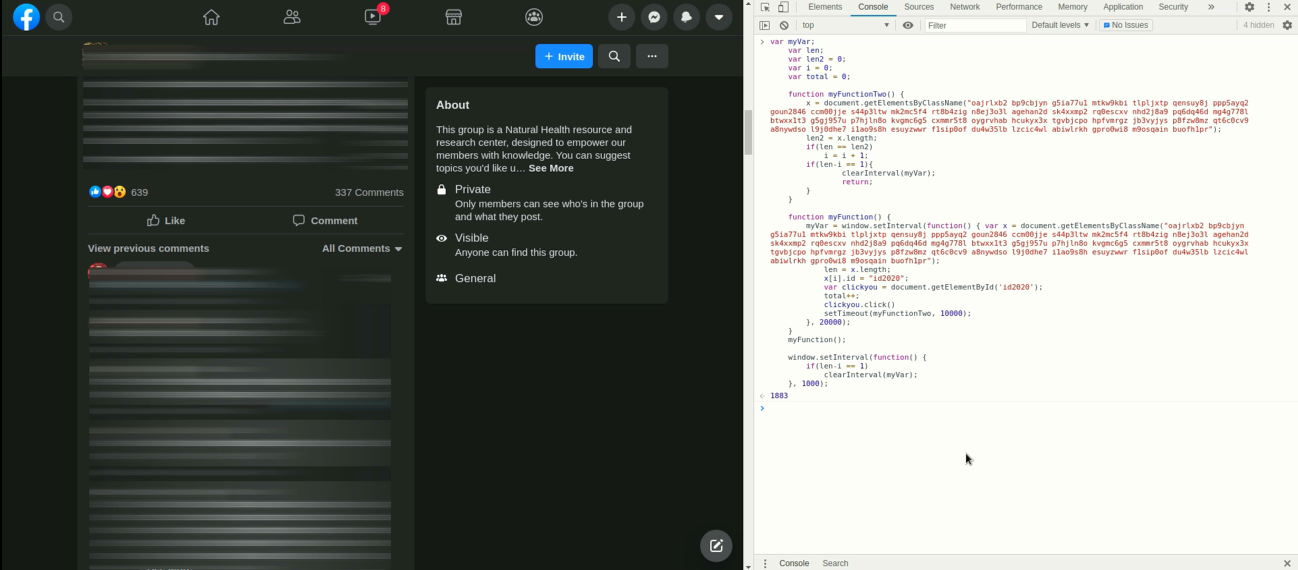 8
Invite
639
337 Comments
Like
Comment
View previous comments
All Comments
About
This group is a Natural Health resource and
research center, designed to empower our
members with knowledge. You can suggest
topics you'd like u… See More
Private
Only members can see who's in the group
and what they post.
Visible
Anyone can find this group.
General
Elements Console Sources Network Performance Memory Application Security »
top
Filter
Default levels
No Issues
4 hidden
var myVar;
var len;
var len2 = 0;
var i = 0;
var total = 0;
function myFunctionTwo() {
x = document.getElementsByClassName("oajrlxb2 bp9cbjyn g5ia77u1 mtkw9kbi tlpljxtp qensuy8j ppp5ayq2
goun2846 ccm00jje s44p3ltw mk2mc5f4 rt8b4zig n8ej3o3l agehan2d sk4xxmp2 rq0escxv nhd2j8a9 pq6dq46d mg4g778l
btwxx1t3 g5gj957u p7hjln8o kvgmc6g5 cxmmr5t8 oygrvhab hcukyx3x tgvbjcpo hpfvmrgz jb3vyjys p8fzw8mz qt6c0cv9
a8nywdso l9j0dhe7 i1ao9s8h esuyzwwr f1sip0of du4w35lb lzcic4wl abiwlrkh gpro0wi8 m9osqain buofh1pr");
len2 = x.length;
if(len == len2)
i = i + 1;
if(len-i == 1){
clearInterval(myVar);
return;
}
}
function myFunction() {
myVar = window.setInterval(function() { var x = document.getElementsByClassName("oajrlxb2 bp9cbjyn
g5ia77u1 mtkw9kbi tlpljxtp qensuy8j ppp5ayq2 goun2846 ccm00jje s44p3ltw mk2mc5f4 rt8b4zig n8ej3o3l agehan2d
sk4xxmp2 rq0escxv nhd2j8a9 pq6dq46d mg4g778l btwxx1t3 g5gj957u p7hjln8o kvgmc6g5 cxmmr5t8 oygrvhab hcukyx3x
tgvbjcpo hpfvmrgz jb3vyjys p8fzw8mz qt6c0cv9 a8nywdso l9j0dhe7 i1ao9s8h esuyzwwr f1sip0of du4w35lb lzcic4wl
abiwlrkh gpro0wi8 m9osqain buofh1pr");
len = x.length;
x[i].id = "id2020";
var clickyou = document.getElementById('id2020');
total++;
clickyou.click()
setTimeout(myFunctionTwo, 10000);
}, 20000);
}
myFunction();
window.setInterval(function() {
if(len-i == 1)
clearInterval(myVar);
}, 1000);
1883
Console Search